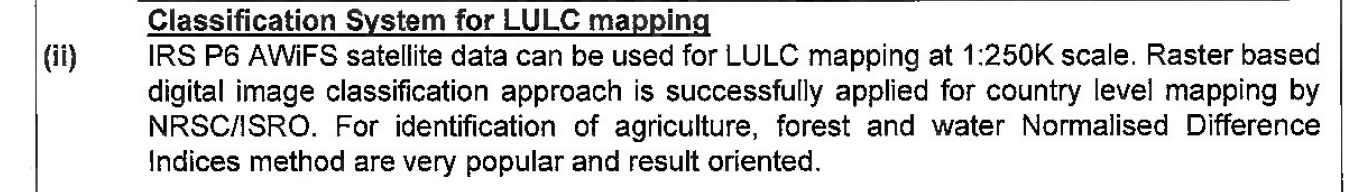 Classification System for LULC mapping
(ii) IRS P6 AWiFS satellite data can be used for LULC mapping at 1:250K scale. Raster based
digital image classification approach is successfully applied for country level mapping by
NRSC/ISRO. For identification of agriculture, forest and water Normalised Difference
Indices method are very popular and result oriented.